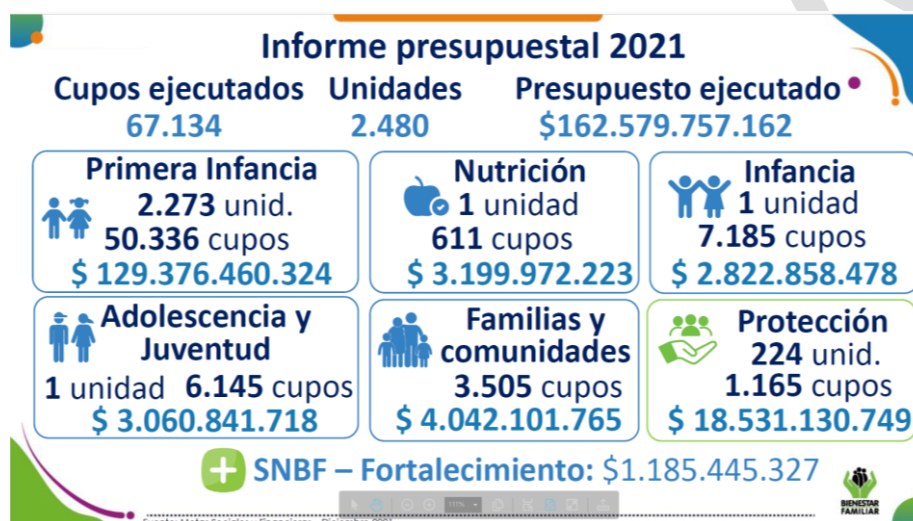 Informe presupuestal 2021
Cupos ejecutados Unidades Presupuesto ejecutado
67.134 2.480 $162.579.757.162
Primera Infancia
2.273 unid.
50.336 cupos
$ 129.376.460.324
Nutrición
1 unidad
611 cupos
$ 3.199.972.223
Infancia
1 unidad
7.185 cupos
$ 2.822.858.478
Adolescencia y
Juventud
1 unidad 6.145 cupos
$ 3.060.841.718
Familias y
comunidades
3.505 cupos
$ 4.042.101.765
Protección
224 unid.
1.165 cupos
$ 18.531.130.749
SNBF – Fortalecimiento: $1.185.445.327
BIENESTAR
FAMILIAR
111%